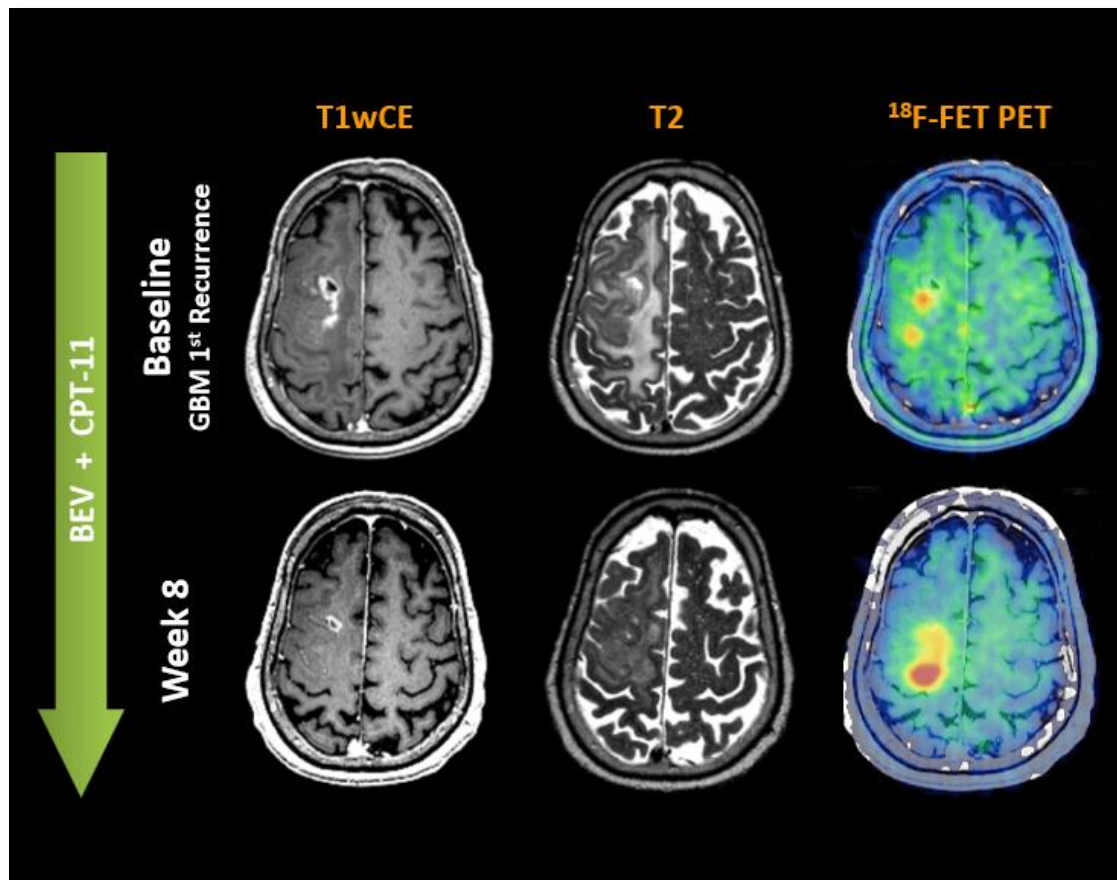 T1wCE
T2
¹⁸F-FET PET
BEV + CPT-11
Baseline
GBM 1ˢᵗ Recurrence
Week 8